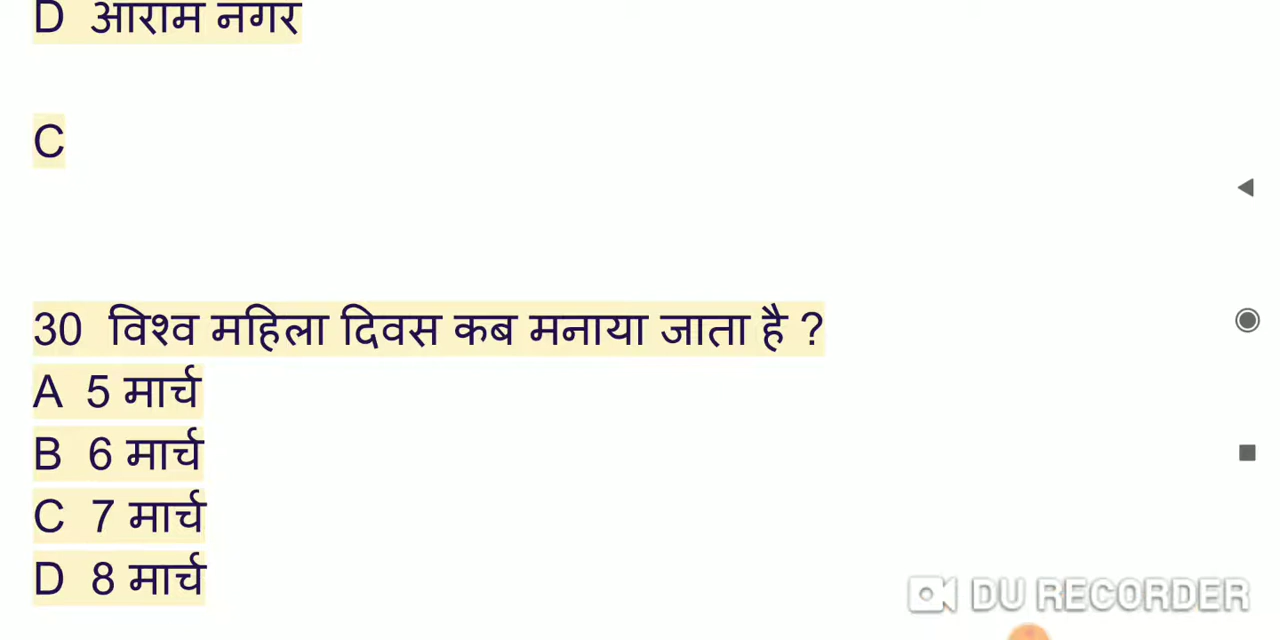 D आराम नगर
C
30 विश्व महिला दिवस कब मनाया जाता है ?
A 5 मार्च
B 6 मार्च
C 7 मार्च
D 8 मार्च
DU RECORDER